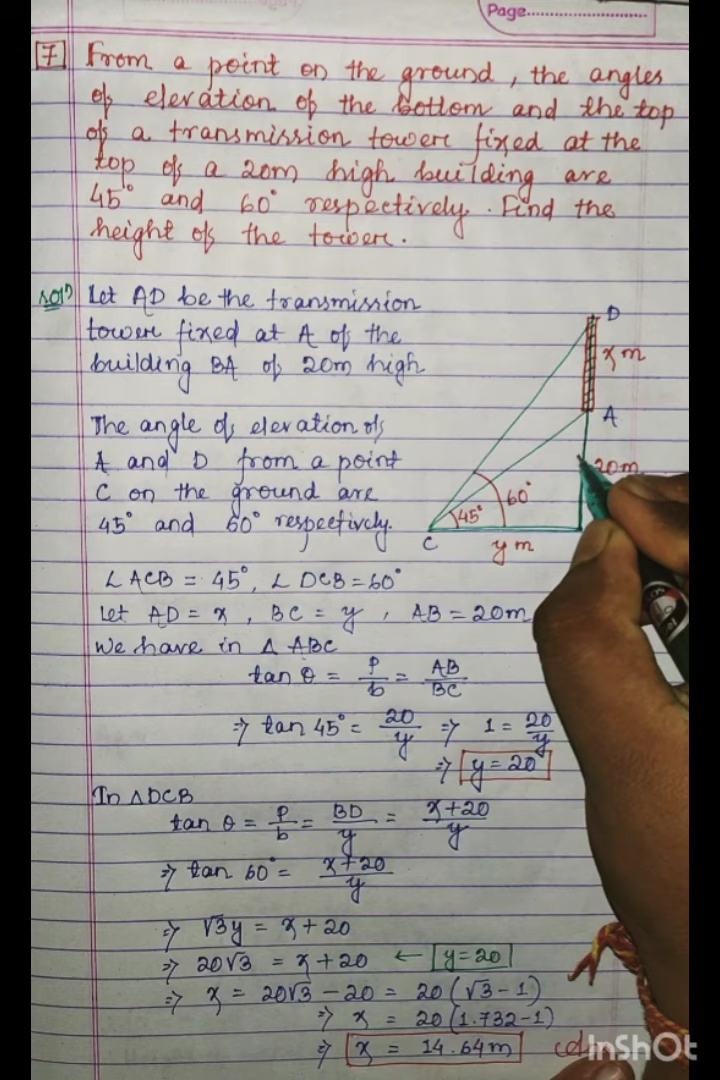 Page
7 From a point on the ground, the angles
of elevation of the bottom and the top
of a transmission tower fixed at the
top of a 20m high building are
45° and 60° respectively. Find the
height of the tower.
Soln Let AD be the transmission
tower fixed at A of the
building BA of 20m high
The angle of elevation of
A and D from a point
C on the ground are
45° and 60° respectively.
D
x m
A
20m
60°
45°
C
y m
∠ACB = 45°, ∠DCB = 60°
Let AD = x, BC = y, AB = 20m
We have in △ ABC
tan θ = P/b = AB/BC
⇒ tan 45° = 20/y ⇒ 1 = 20/y
⇒ y = 20
In △DCB
tan θ = P/b = BD/y = x+20/y
⇒ tan 60° = x+20/y
⇒ √3y = x + 20
⇒ 20√3 = x + 20 ← y=20
⇒ x = 20√3 - 20 = 20(√3 - 1)
⇒ x = 20(1.732-1)
⇒ x = 14.64m
InShOt